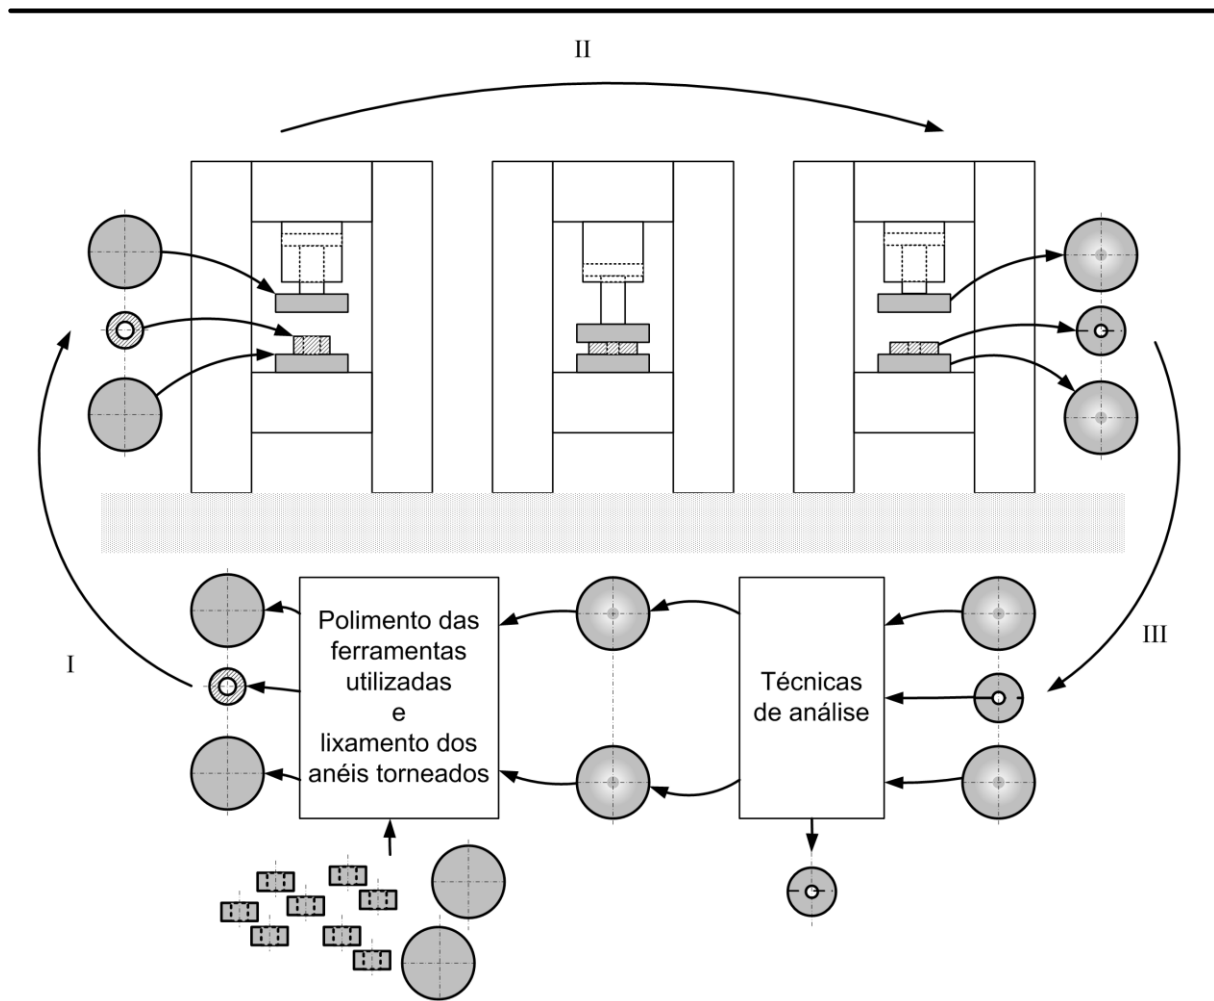 II
Polimento das
ferramentas
utilizadas
e
lixamento dos
anéis torneados
Técnicas
de análise
I
III